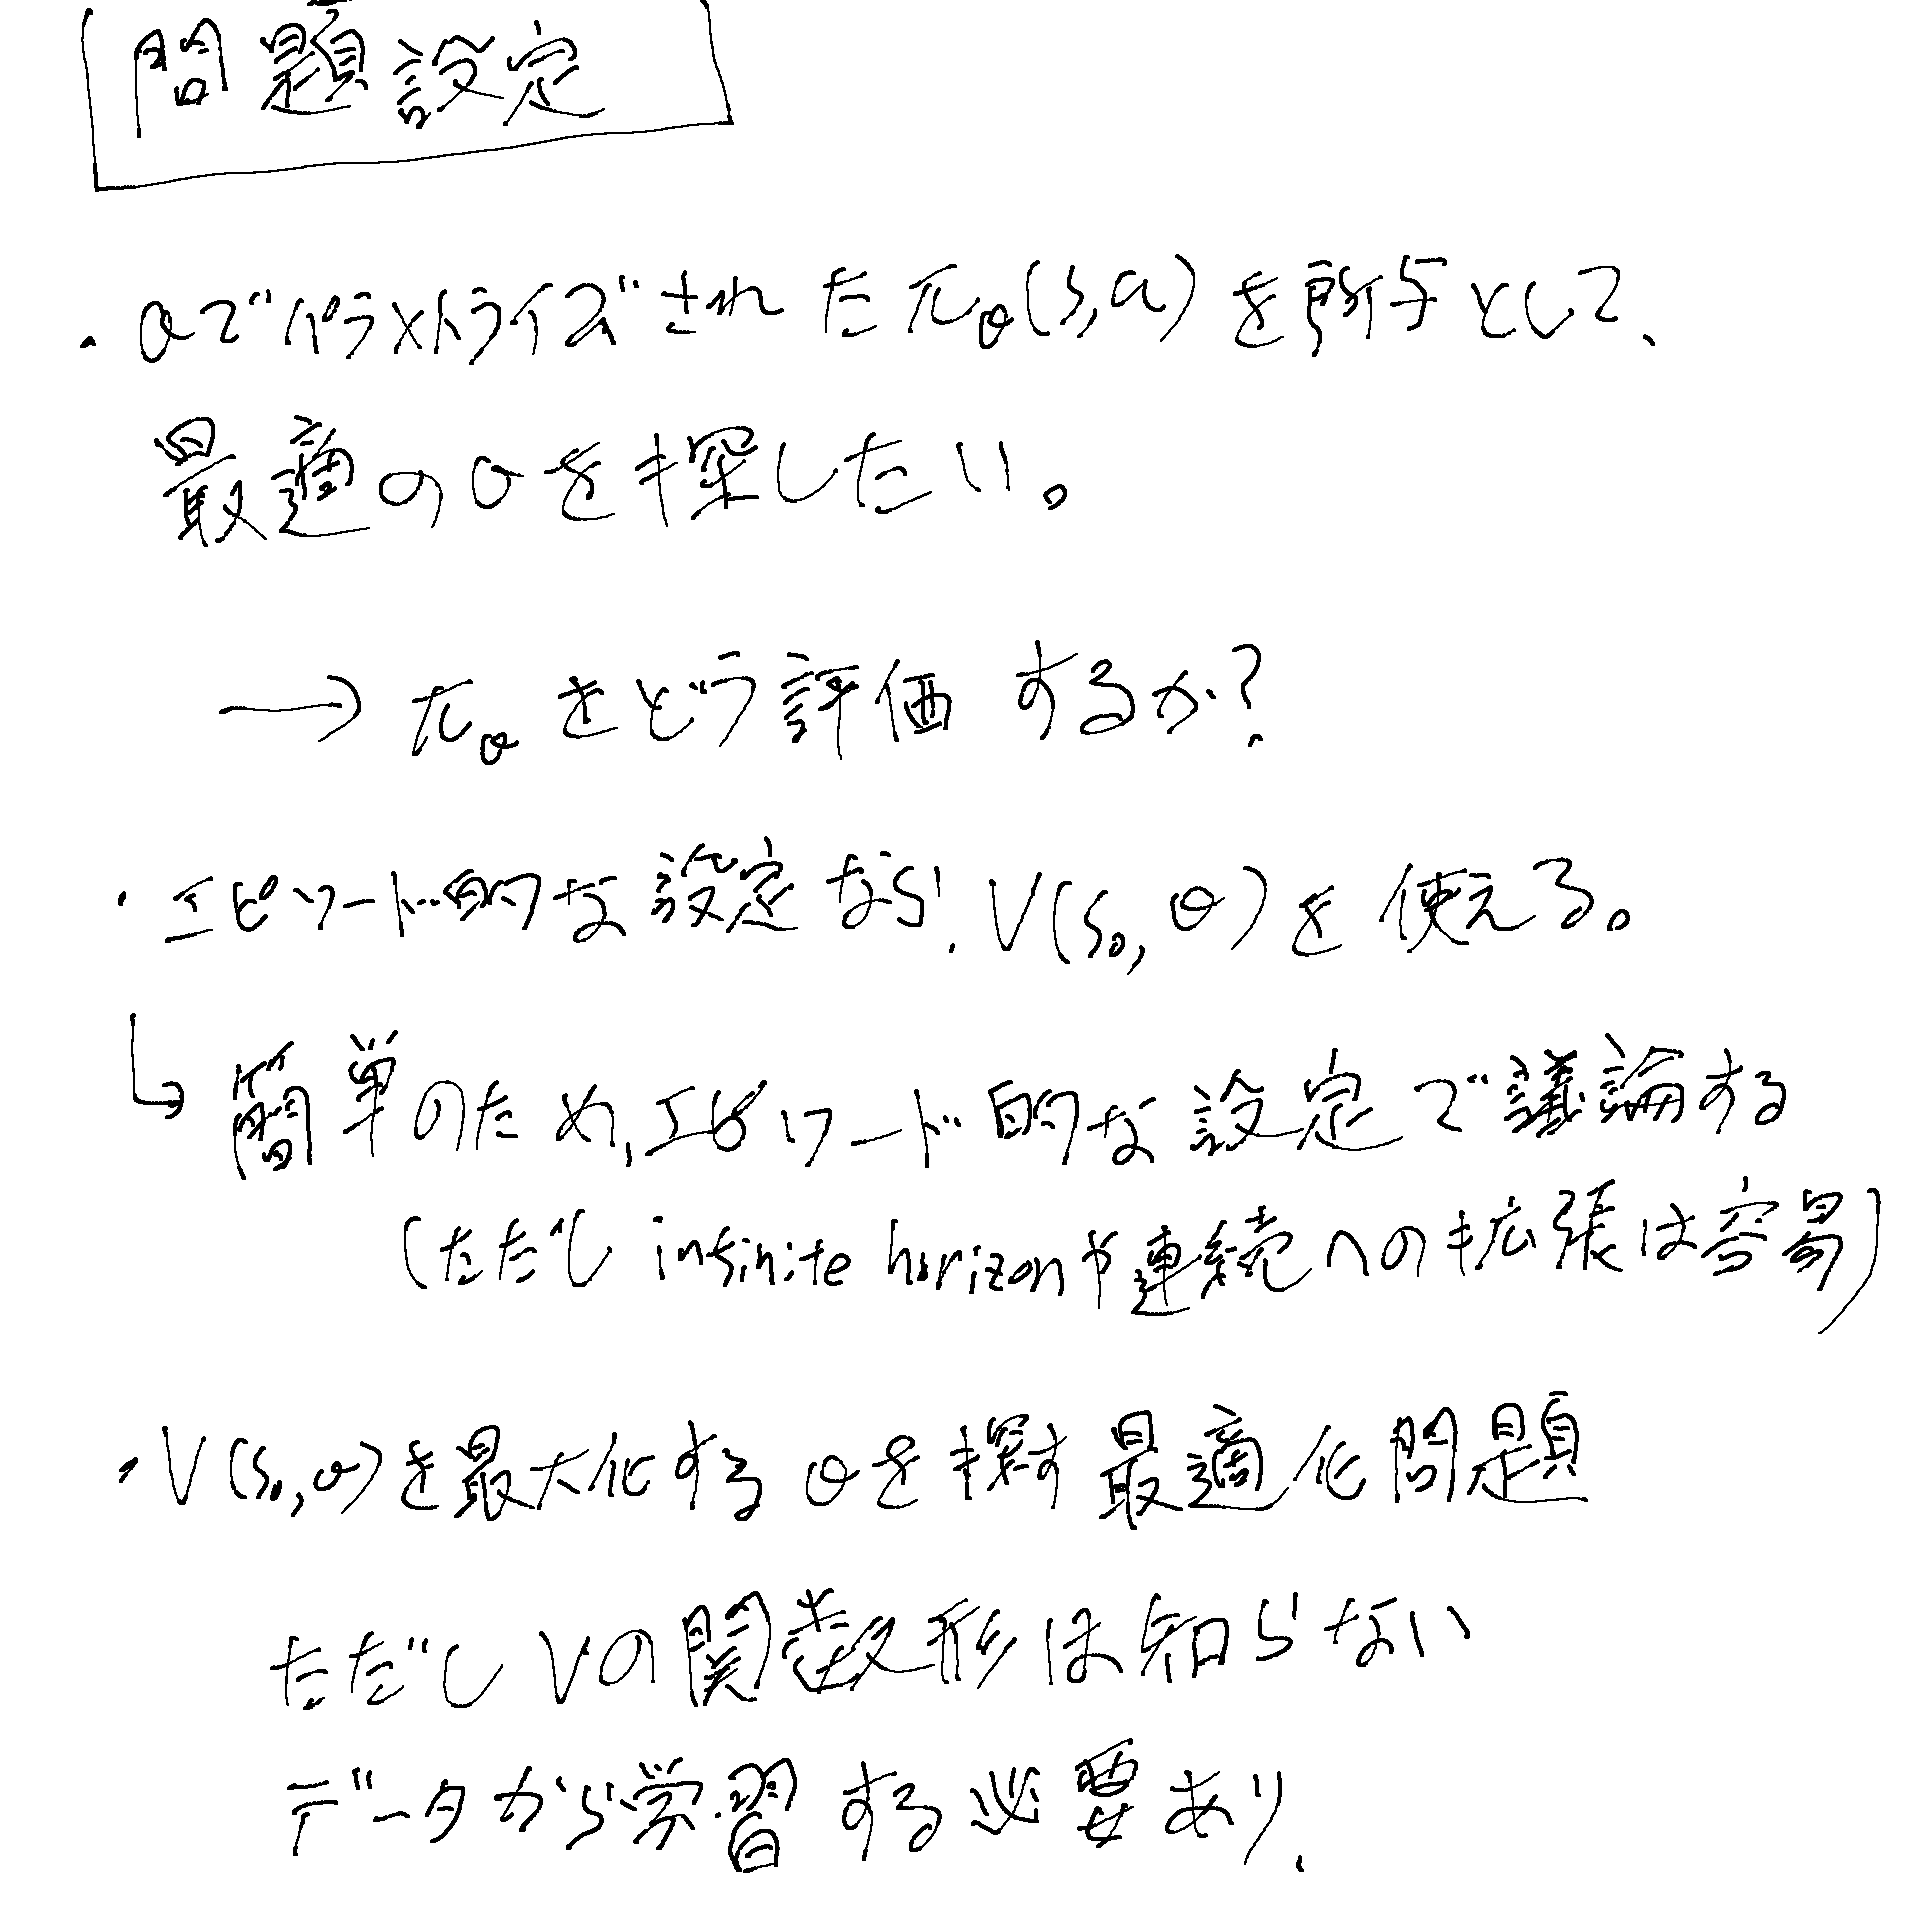 問題設定
・θでパラメトライズされたπθ(s,a)を所与として、
最適のθを探したい。
→ πθをどう評価するか?
・エピソード的な設定なら、V(s₀,θ)を使える。
↳ 簡単のため、エピソード的な設定で議論する
(ただし infinite horizonや連続への拡張は容易)
・V(s₀,θ)を最大化するθを探す最適化問題
ただしVの関数形は知らない
データから学習する必要あり.